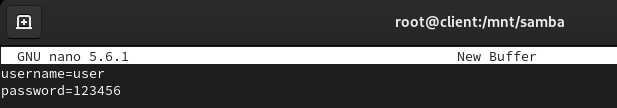 root@client:/mnt/samba
GNU nano 5.6.1 New Buffer
username=user
password=123456